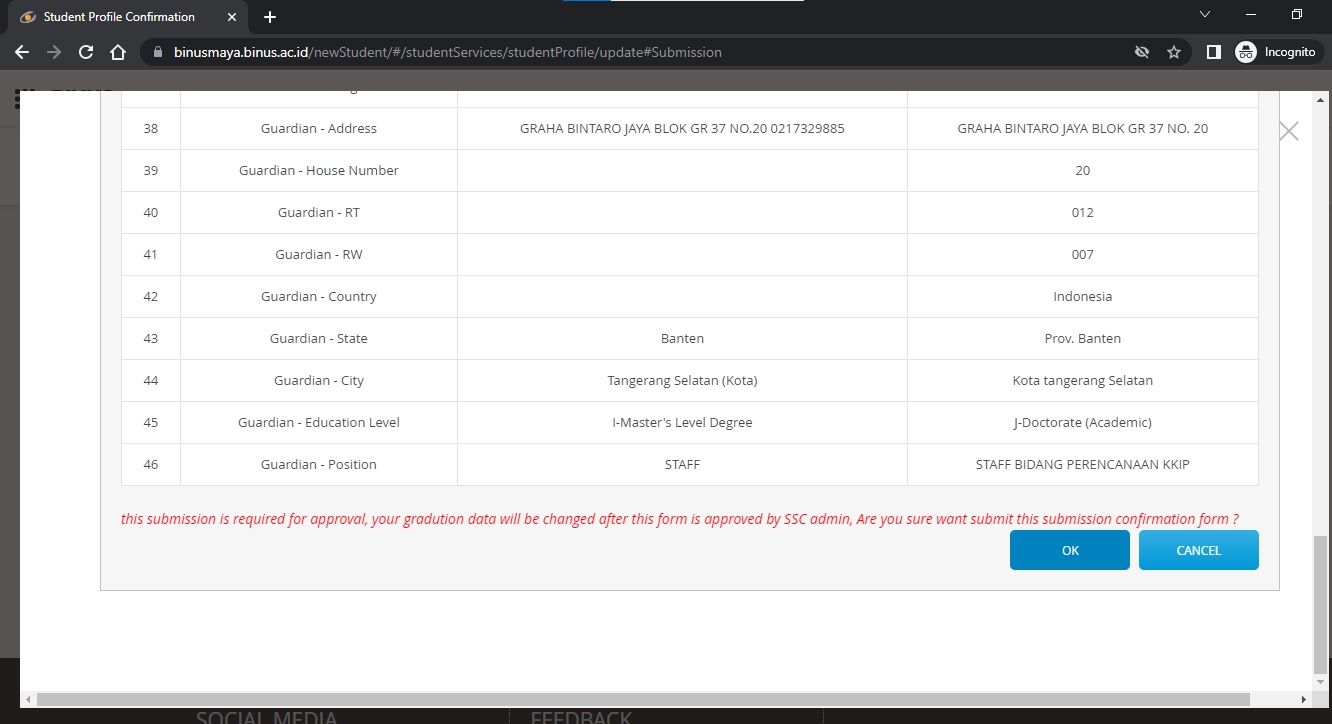 Student Profile Confirmation
binusmaya.binus.ac.id/newStudent/#/studentServices/studentProfile/update#Submission
Incognito
38 Guardian - Address GRAHA BINTARO JAYA BLOK GR 37 NO.20 0217329885 GRAHA BINTARO JAYA BLOK GR 37 NO. 20
39 Guardian - House Number 20
40 Guardian - RT 012
41 Guardian - RW 007
42 Guardian - Country Indonesia
43 Guardian - State Banten Prov. Banten
44 Guardian - City Tangerang Selatan (Kota) Kota tangerang Selatan
45 Guardian - Education Level I-Master's Level Degree J-Doctorate (Academic)
46 Guardian - Position STAFF STAFF BIDANG PERENCANAAN KKIP
this submission is required for approval, your gradution data will be changed after this form is approved by SSC admin, Are you sure want submit this submission confirmation form ?
OK CANCEL
SOCIAL MEDIA FEEDBACK